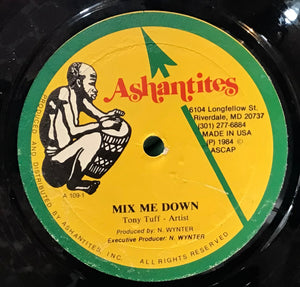 Ashantites
6104 Longfellow St.
Riverdale, MD 20737
(301) 277-6884
MADE IN USA
(P) 1984 Ⓒ
ASCAP
A 109-1
MIX ME DOWN
Tony Tuff - Artist
Produced by: N. WYNTER
Executive Producer: N. WYNTER
PRODUCED AND DISTRIBUTED BY ASHANTITES, INC. ALL RIGHTS RESERVED